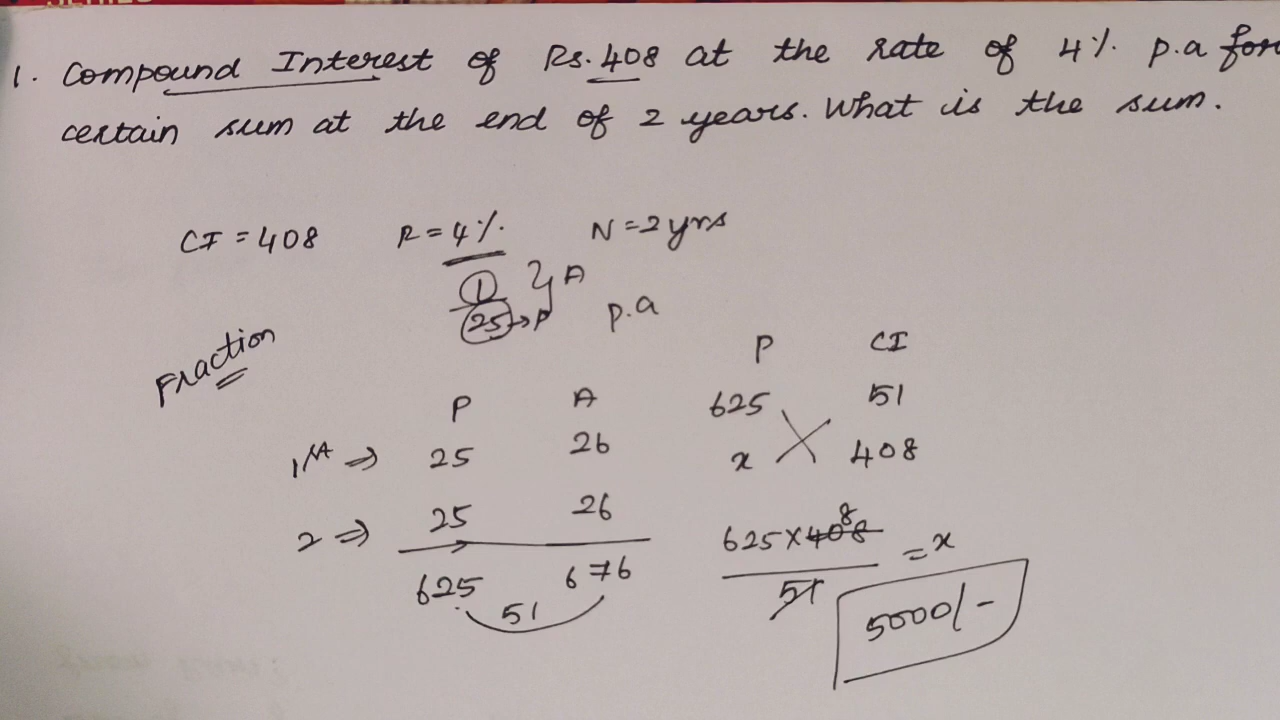 SERIES
1. Compound Interest of Rs. 408 at the rate of 4% p.a for
certain sum at the end of 2 years. What is the sum.
CI = 408 R = 4% N = 2 yrs
1 } A
25 → P p.a
Fraction
P A
1st ⇒ 25 26
2 ⇒ 25 26
625 676
51
P CI
625 51
x 408
8
625 × 408
51
= x
5000/-